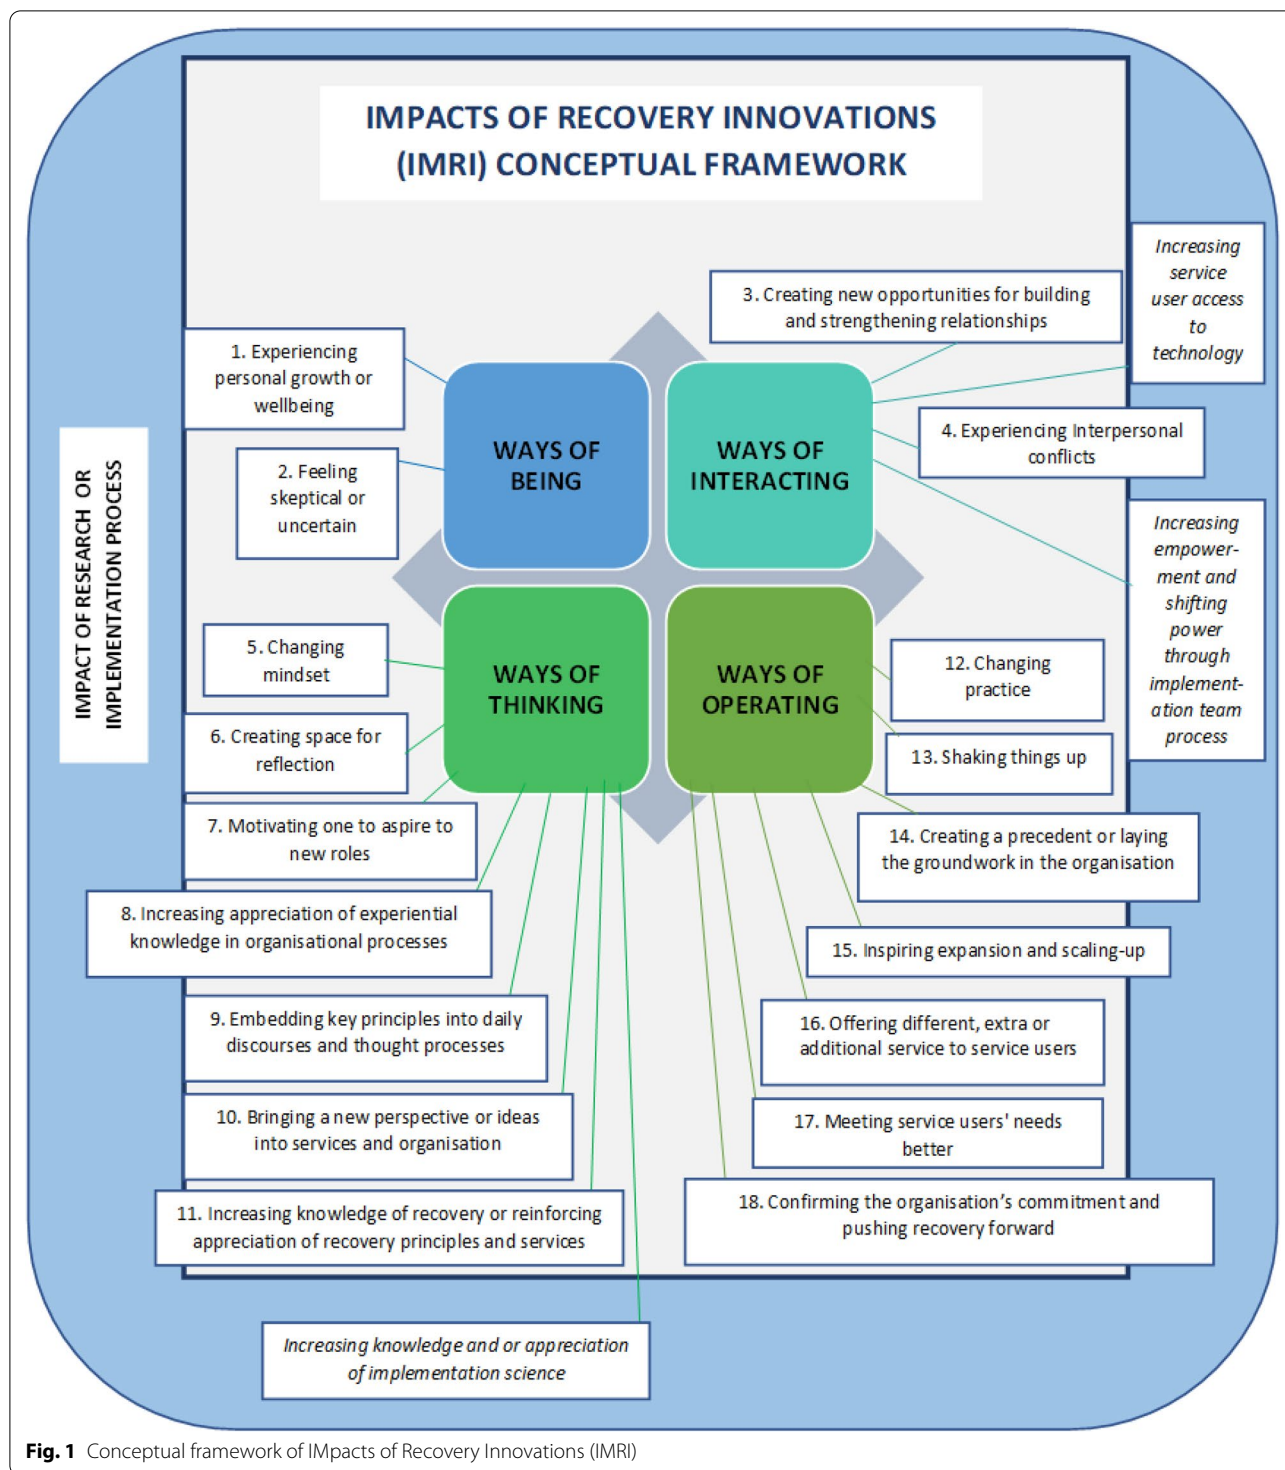 IMPACTS OF RECOVERY INNOVATIONS
(IMRI) CONCEPTUAL FRAMEWORK
IMPACT OF RESEARCH OR
IMPLEMENTATION PROCESS
WAYS OF
BEING
1. Experiencing
personal growth or
wellbeing
2. Feeling
skeptical or
uncertain
WAYS OF
INTERACTING
3. Creating new opportunities for building
and strengthening relationships
Increasing
service
user access
to
technology
4. Experiencing Interpersonal
conflicts
Increasing
empower-
ment and
shifting
power
through
implement-
ation team
process
WAYS OF
THINKING
5. Changing
mindset
6. Creating space for
reflection
7. Motivating one to aspire to
new roles
8. Increasing appreciation of experiential
knowledge in organisational processes
9. Embedding key principles into daily
discourses and thought processes
10. Bringing a new perspective or ideas
into services and organisation
11. Increasing knowledge of recovery or reinforcing
appreciation of recovery principles and services
Increasing knowledge and or appreciation
of implementation science
WAYS OF
OPERATING
12. Changing
practice
13. Shaking things up
14. Creating a precedent or laying
the groundwork in the organisation
15. Inspiring expansion and scaling-up
16. Offering different, extra or
additional service to service users
17. Meeting service users' needs
better
18. Confirming the organisation’s commitment and
pushing recovery forward
Fig. 1 Conceptual framework of IMpacts of Recovery Innovations (IMRI)